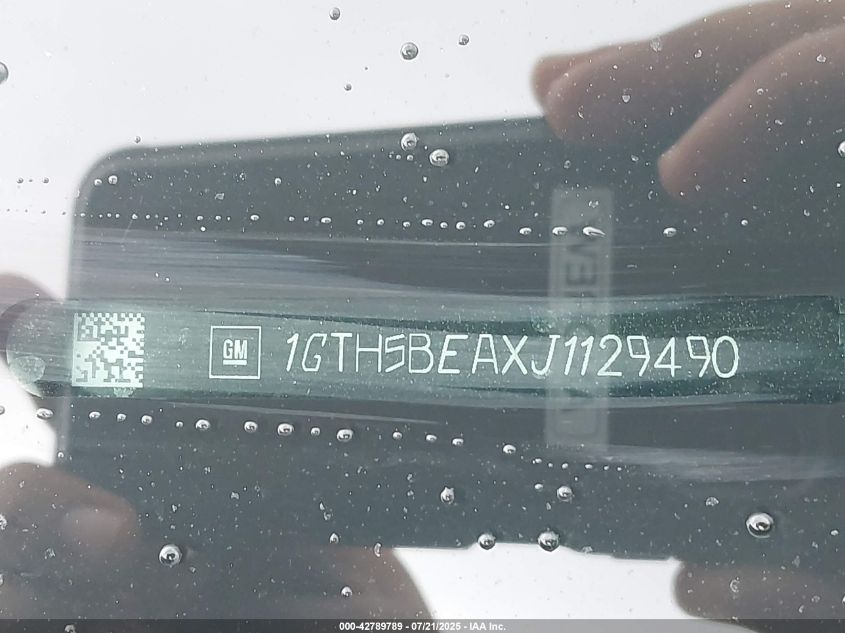 GM 1GTH5BEAXJ1129490
000-42789789 - 07/21/2025 - IAA Inc.